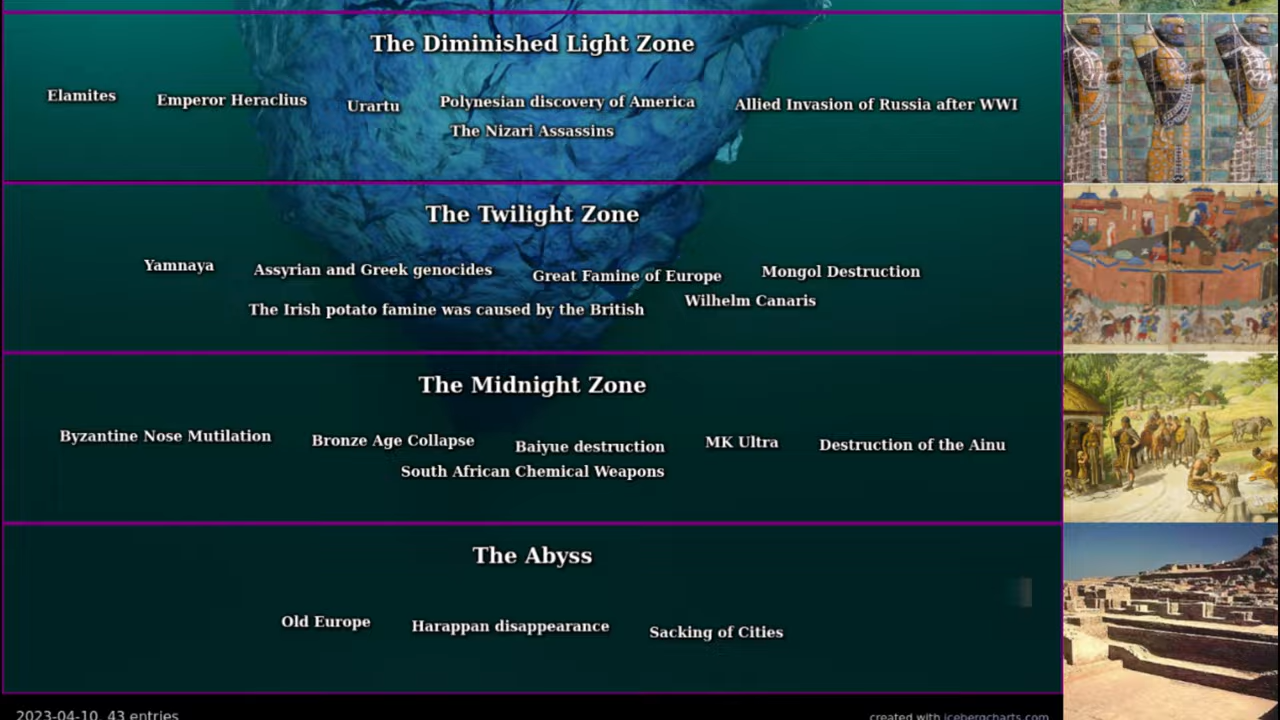 The Diminished Light Zone
Elamites Emperor Heraclius Urartu Polynesian discovery of America Allied Invasion of Russia after WWI
The Nizari Assassins
The Twilight Zone
Yamnaya Assyrian and Greek genocides Great Famine of Europe Mongol Destruction
The Irish potato famine was caused by the British Wilhelm Canaris
The Midnight Zone
Byzantine Nose Mutilation Bronze Age Collapse Baiyue destruction MK Ultra Destruction of the Ainu
South African Chemical Weapons
The Abyss
Old Europe Harappan disappearance Sacking of Cities
2023-04-10, 43 entries created with icebergcharts.com